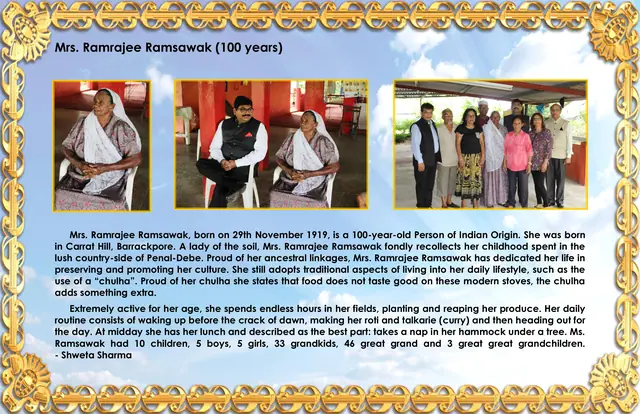 Mrs. Ramrajee Ramsawak (100 years)
Mrs. Ramrajee Ramsawak, born on 29th November 1919, is a 100-year-old Person of Indian Origin. She was born
in Carrat Hill, Barrackpore. A lady of the soil, Mrs. Ramrajee Ramsawak fondly recollects her childhood spent in the
lush country-side of Penal-Debe. Proud of her ancestral linkages, Mrs. Ramrajee Ramsawak has dedicated her life in
preserving and promoting her culture. She still adopts traditional aspects of living into her daily lifestyle, such as the
use of a “chulha”. Proud of her chulha she states that food does not taste good on these modern stoves, the chulha
adds something extra.
Extremely active for her age, she spends endless hours in her fields, planting and reaping her produce. Her daily
routine consists of waking up before the crack of dawn, making her roti and talkarie (curry) and then heading out for
the day. At midday she has her lunch and described as the best part: takes a nap in her hammock under a tree. Ms.
Ramsawak had 10 children, 5 boys, 5 girls, 33 grandkids, 46 great grand and 3 great great grandchildren.
- Shweta Sharma